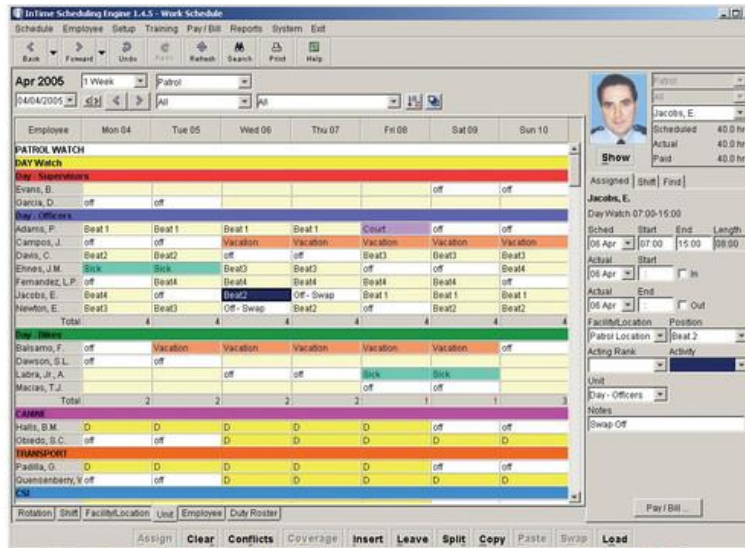 InTime Scheduling Engine 1.4.5 - Work Schedule
Schedule Employee Setup Training Pay/Bill Reports System Exit
Back Forward Undo Refresh Search Print Help
Apr 2005 1 Week Patrol
04/04/2005 All All
Employee Mon 04 Tue 05 Wed 06 Thu 07 Fri 08 Sat 09 Sun 10
PATROL WATCH
DAY Watch
Day - Supervisors
Evans, B. off off
Garcia, D. off off
Day - Officers
Adams, P. Beat 1 Beat 1 Beat 1 Beat 1 Court off off
Campos, J. off off Vacation Vacation Vacation Vacation Vacation
Davis, C. Beat2 Beat2 off off Beat3 Beat3 Beat3
Ennes, J.M. Sick Sick Beat3 Beat3 off off Beat4
Fernandez, L.P. off Beat4 Beat4 Beat4 Beat4 off
Jacobs, E. Beat4 off Beat2 Off - Swap Beat 1 Beat 1 Beat 1
Newton, E. Beat3 Beat3 Off - Swap Beat2 off Beat2 Beat2
Total 4 4 4 4 4 4 4
Day - Bikes
Balsamo, F. off Vacation Vacation Vacation Vacation Vacation off
Dawson, S.L. off off
Labra, Jr., A. off off Sick Sick
Macias, T.J. off off
Total 2 2 2 2 1 1 3
CANINE
Halls, B.M. D D D D D off off
Obiedo, S.C. off off D D D D D
TRANSPORT
Padilla, G. D D D D D off off
Quensenberry, V off off D D D D D
CSI
Rotation Shift Facility/Location Unit Employee Duty Roster
Patrol
All
Jacobs, E.
Scheduled 40.0 hr
Actual 40.0 hr
Show Paid 40.0 hr
Assigned Shift Find
Jacobs, E.
Day Watch 07:00-15:00
Sched Start End Length
06 Apr 07:00 15:00 08:00
Actual Start
06 Apr : In
Actual End
06 Apr : Out
Facility/Location Position
Patrol Location Beat 2
Acting Rank Activity
Unit
Day - Officers
Notes
Swap Off
Pay / Bill ...
Assign Clear Conflicts Coverage Insert Leave Split Copy Paste Swap Load